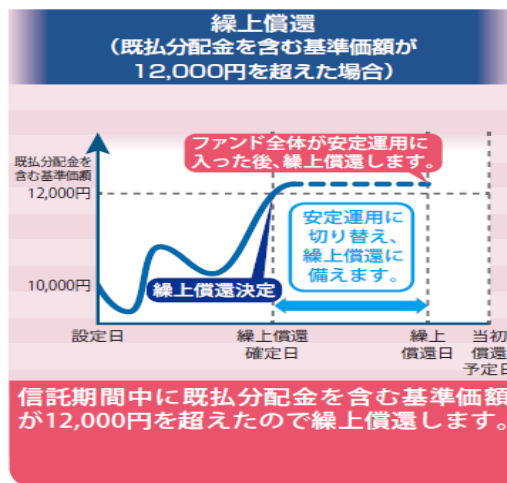 繰上償還
(既払分配金を含む基準価額が
12,000円を超えた場合)
既払分配金を
含む基準価額
ファンド全体が安定運用に
入った後、繰上償還します。
12,000円
安定運用に
切り替え、
繰上償還に
備えます。
10,000円
繰上償還決定
設定日
繰上償還
確定日
繰上
償還日
当初
償還
予定日
信託期間中に既払分配金を含む基準価額
が12,000円を超えたので繰上償還します。